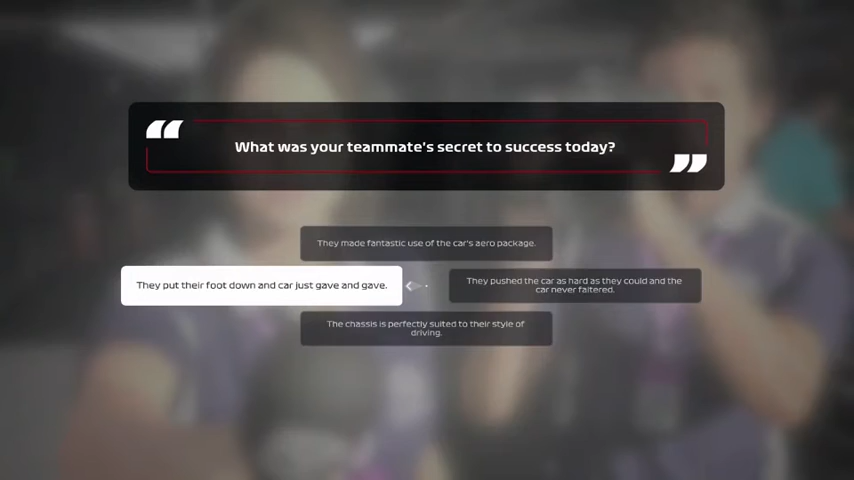 What was your teammate's secret to success today?
They made fantastic use of the car's aero package.
They put their foot down and car just gave and gave.
They pushed the car as hard as they could and the
car never faltered.
The chassis is perfectly suited to their style of
driving.